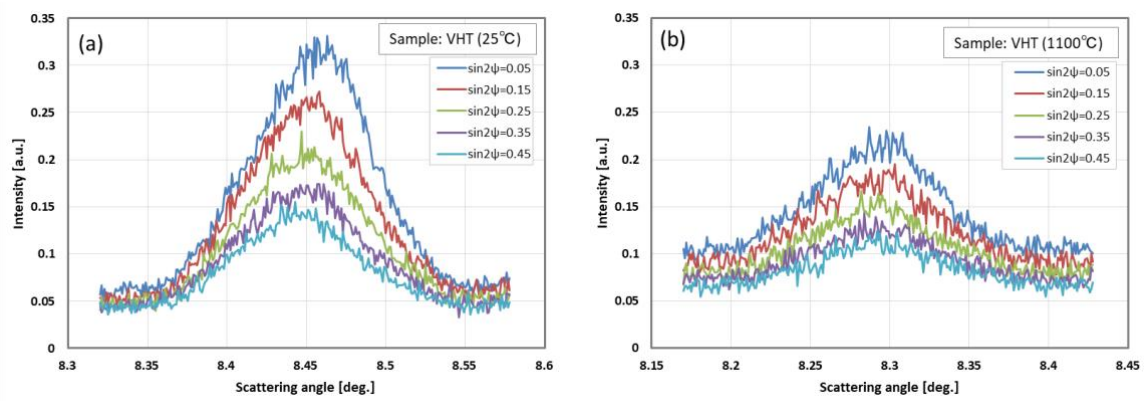 (a)
Sample: VHT (25℃)
sin2ψ=0.05
sin2ψ=0.15
sin2ψ=0.25
sin2ψ=0.35
sin2ψ=0.45
Intensity [a.u.]
0.35
0.3
0.25
0.2
0.15
0.1
0.05
0
8.3 8.35 8.4 8.45 8.5 8.55 8.6
Scattering angle [deg.]
(b)
Sample: VHT (1100℃)
sin2ψ=0.05
sin2ψ=0.15
sin2ψ=0.25
sin2ψ=0.35
sin2ψ=0.45
Intensity [a.u.]
0.35
0.3
0.25
0.2
0.15
0.1
0.05
0
8.15 8.2 8.25 8.3 8.35 8.4 8.45
Scattering angle [deg.]